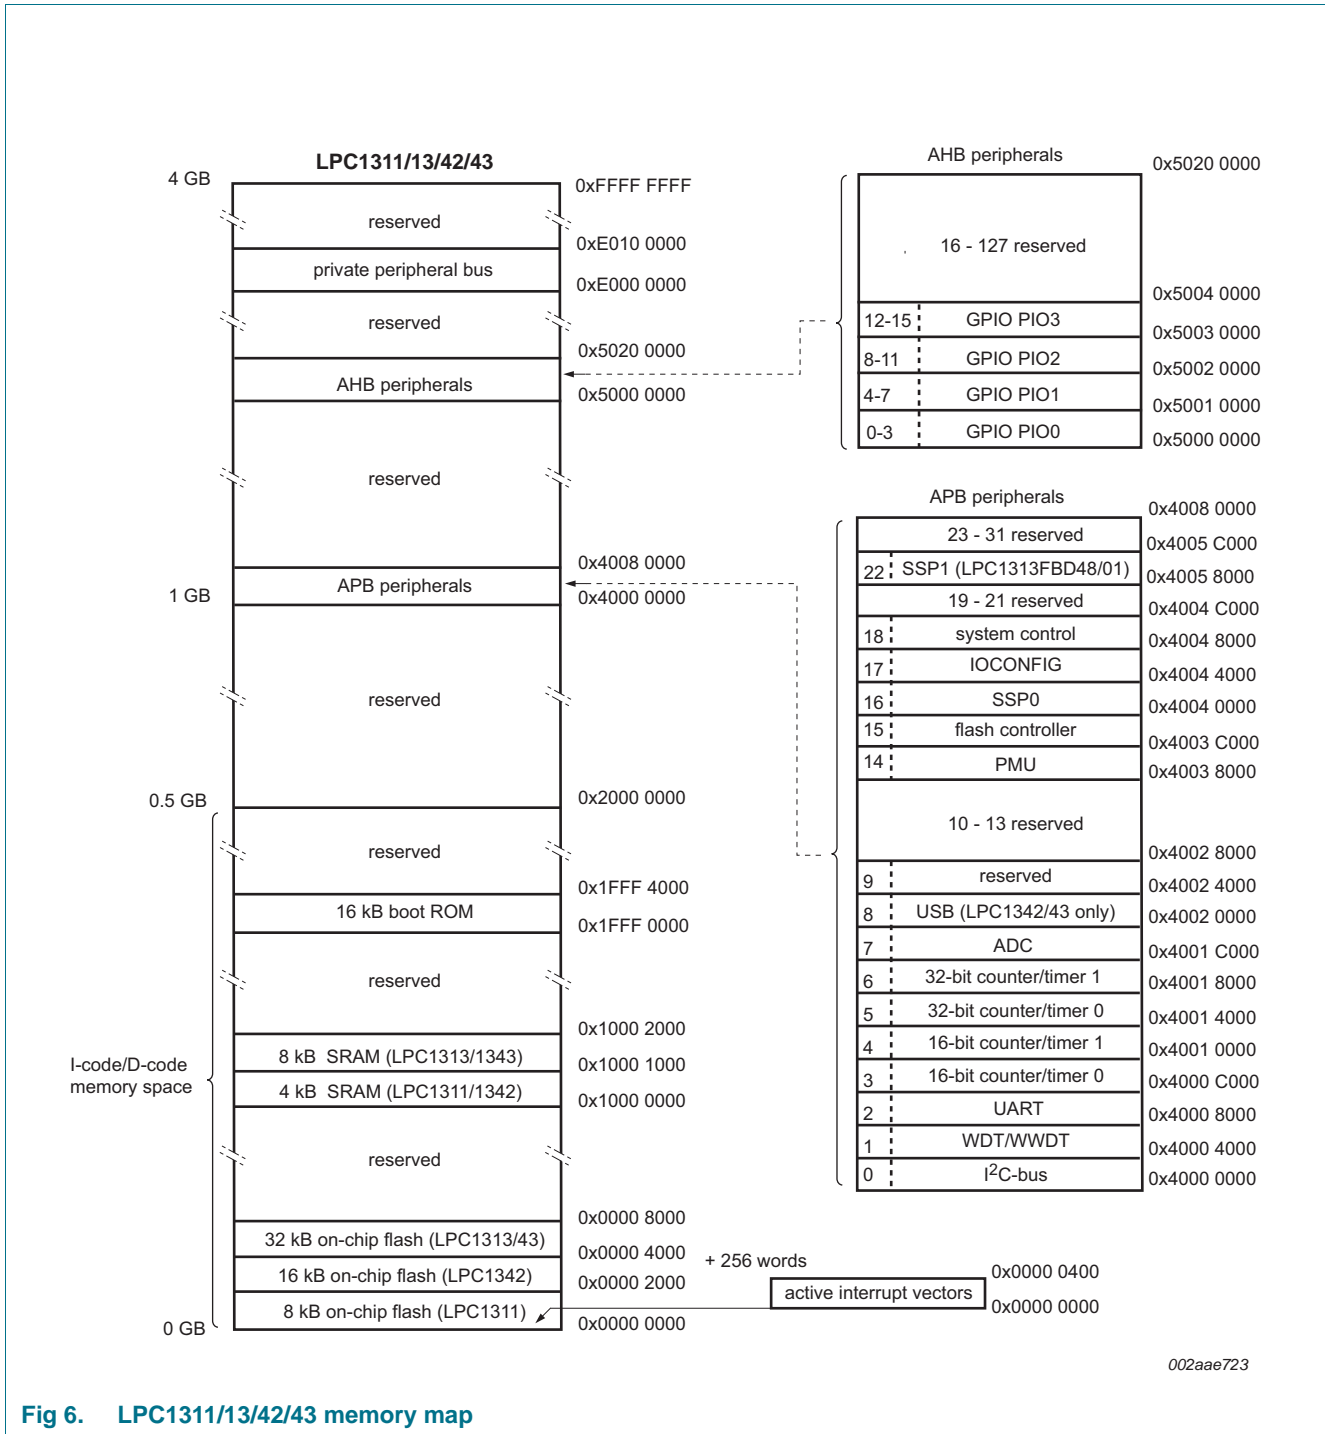 LPC1311/13/42/43
4 GB
0xFFFF FFFF
reserved
0xE010 0000
private peripheral bus
0xE000 0000
reserved
0x5020 0000
AHB peripherals
0x5000 0000
reserved
0x4008 0000
APB peripherals
1 GB
0x4000 0000
reserved
0.5 GB
0x2000 0000
reserved
0x1FFF 4000
16 kB boot ROM
0x1FFF 0000
reserved
0x1000 2000
8 kB SRAM (LPC1313/1343)
0x1000 1000
I-code/D-code
memory space
4 kB SRAM (LPC1311/1342)
0x1000 0000
reserved
0x0000 8000
32 kB on-chip flash (LPC1313/43)
0x0000 4000
16 kB on-chip flash (LPC1342)
0x0000 2000
8 kB on-chip flash (LPC1311)
0 GB
0x0000 0000
+ 256 words
0x0000 0400
active interrupt vectors
0x0000 0000
AHB peripherals
0x5020 0000
16 - 127 reserved
0x5004 0000
12-15 GPIO PIO3
0x5003 0000
8-11 GPIO PIO2
0x5002 0000
4-7 GPIO PIO1
0x5001 0000
0-3 GPIO PIO0
0x5000 0000
APB peripherals
0x4008 0000
23 - 31 reserved
0x4005 C000
22 SSP1 (LPC1313FBD48/01)
0x4005 8000
19 - 21 reserved
0x4004 C000
18 system control
0x4004 8000
17 IOCONFIG
0x4004 4000
16 SSP0
0x4004 0000
15 flash controller
0x4003 C000
14 PMU
0x4003 8000
10 - 13 reserved
0x4002 8000
9 reserved
0x4002 4000
8 USB (LPC1342/43 only)
0x4002 0000
7 ADC
0x4001 C000
6 32-bit counter/timer 1
0x4001 8000
5 32-bit counter/timer 0
0x4001 4000
4 16-bit counter/timer 1
0x4001 0000
3 16-bit counter/timer 0
0x4000 C000
2 UART
0x4000 8000
1 WDT/WWDT
0x4000 4000
0 I2C-bus
0x4000 0000
002aae723
Fig 6. LPC1311/13/42/43 memory map